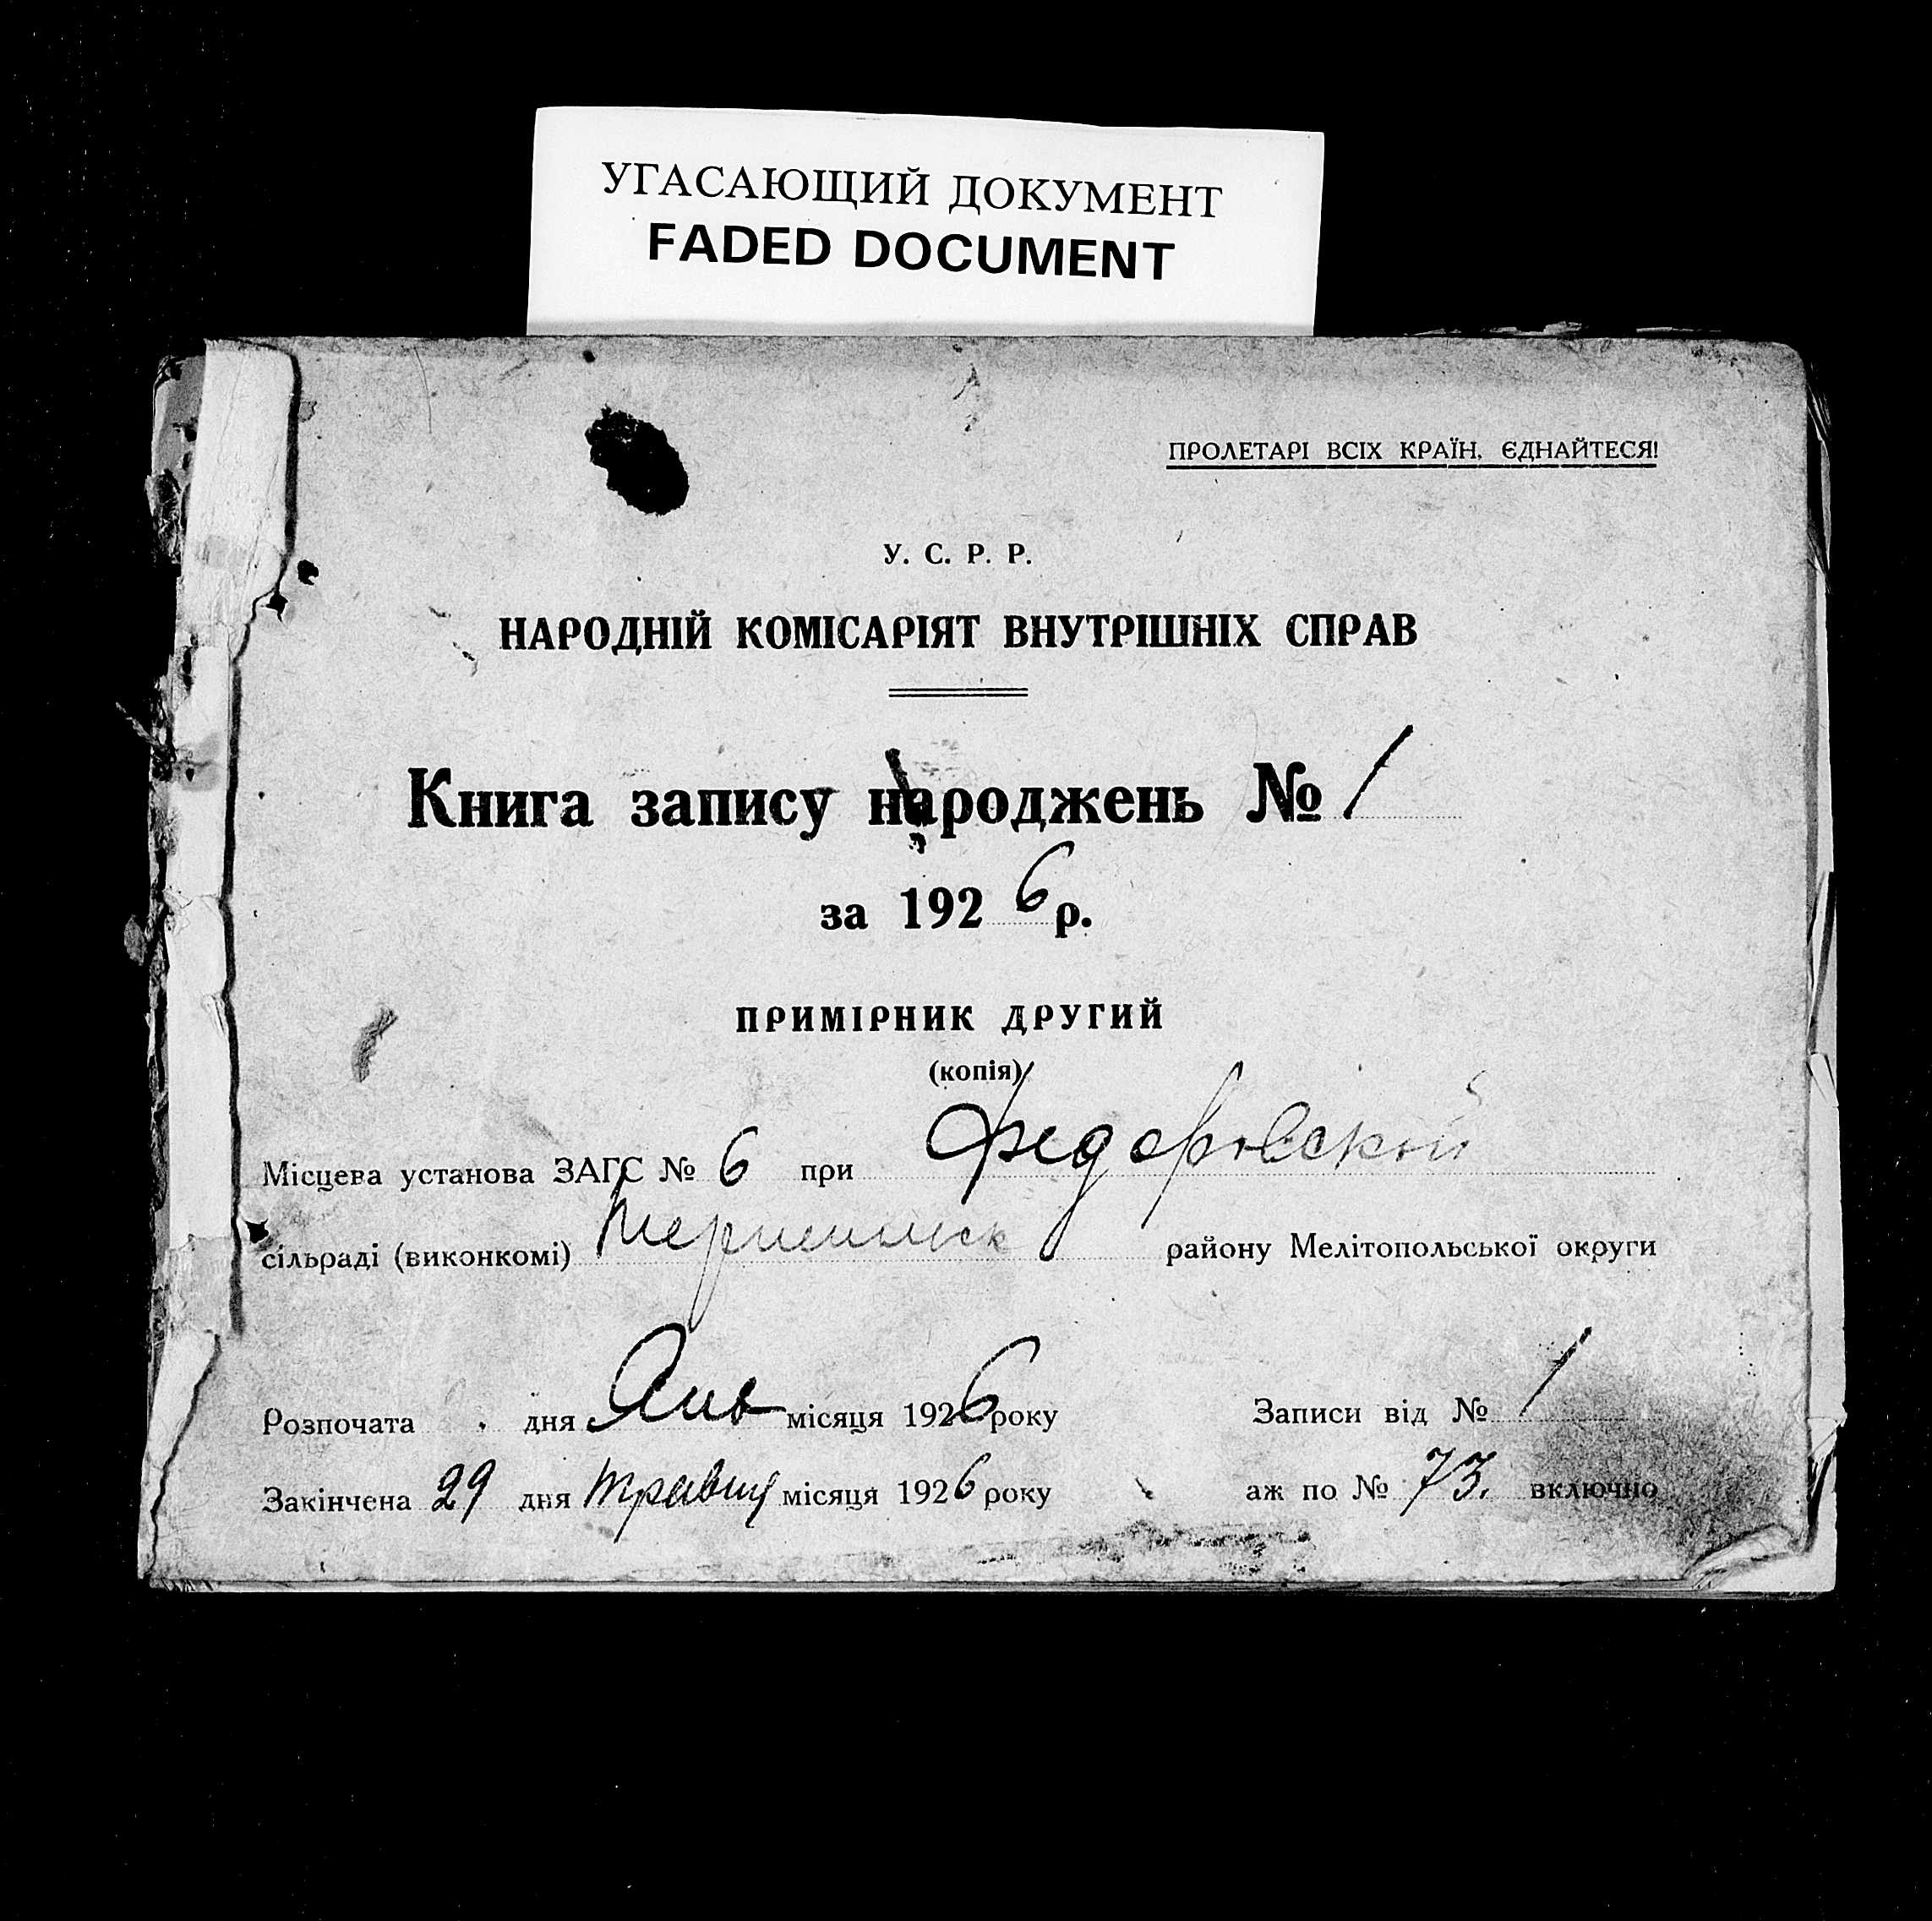 УГАСАЮЩИЙ ДОКУМЕНТ
FADED DOCUMENT
ПРОЛЕТАРІ ВСІХ КРАЇН, ЄДНАЙТЕСЯ!
У. С. Р. Р.
НАРОДНІЙ КОМІСАРІЯТ ВНУТРІШНІХ СПРАВ
Книга запису народжень № 1
за 1926 р.
ПРИМІРНИК ДРУГИЙ
(копія)
Місцева установа ЗАГС № 6 при Федоровской
сільраді (виконкомі) району Мелітопольської округи
Розпочата дня Янв місяця 1926 року Записи від № 1
Закінчена 29 дня травня місяця 1926 року аж по № 73. включно